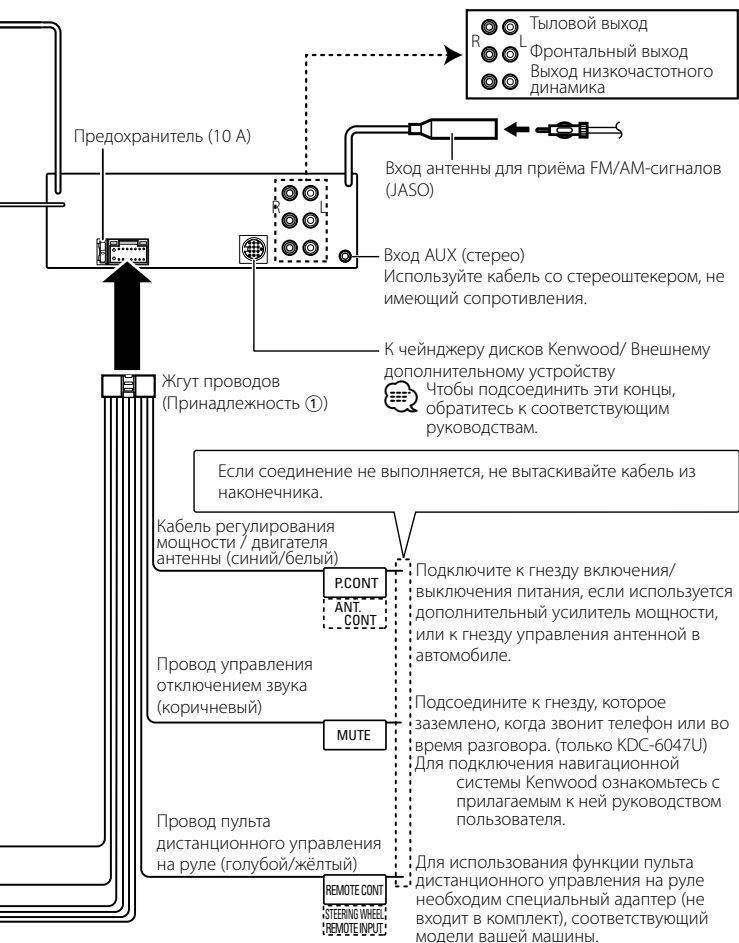 Тыловой выход
R
L
Фронтальный выход
Выход низкочастотного
динамика
Предохранитель (10 A)
Вход антенны для приёма FM/AM-сигналов
(JASO)
R
L
Вход AUX (стерео)
Используйте кабель со стереоштекером, не
имеющий сопротивления.
К чейнджеру дисков Kenwood/ Внешнему
дополнительному устройству
Чтобы подсоединить эти концы,
обратитесь к соответствующим
руководствам.
Жгут проводов
(Принадлежность ①)
Если соединение не выполняется, не вытаскивайте кабель из
наконечника.
Кабель регулирования
мощности / двигателя
антенны (синий/белый)
P.CONT
ANT.
CONT
Подключите к гнезду включения/
выключения питания, если используется
дополнительный усилитель мощности,
или к гнезду управления антенной в
автомобиле.
Провод управления
отключением звука
(коричневый)
MUTE
Подсоедините к гнезду, которое
заземлено, когда звонит телефон или во
время разговора. (только KDC-6047U)
Для подключения навигационной
системы Kenwood ознакомьтесь с
прилагаемым к ней руководством
пользователя.
Провод пульта
дистанционного управления
на руле (голубой/жёлтый)
REMOTE CONT
STEERING WHEEL
REMOTE INPUT
Для использования функции пульта
дистанционного управления на руле
необходим специальный адаптер (не
входит в комплект), соответствующий
модели вашей машины.